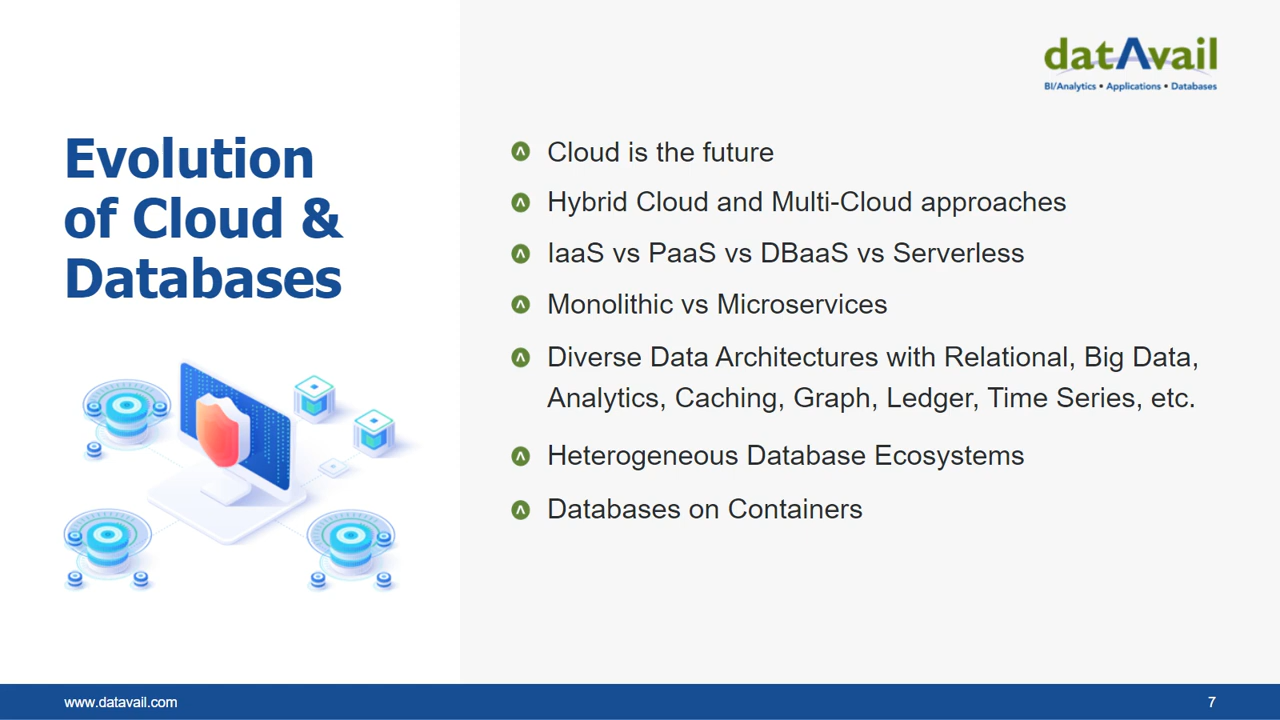 datAvail
BI/Analytics • Applications • Databases
Evolution
of Cloud &
Databases
Cloud is the future
Hybrid Cloud and Multi-Cloud approaches
IaaS vs PaaS vs DBaaS vs Serverless
Monolithic vs Microservices
Diverse Data Architectures with Relational, Big Data,
Analytics, Caching, Graph, Ledger, Time Series, etc.
Heterogeneous Database Ecosystems
Databases on Containers
www.datavail.com
7